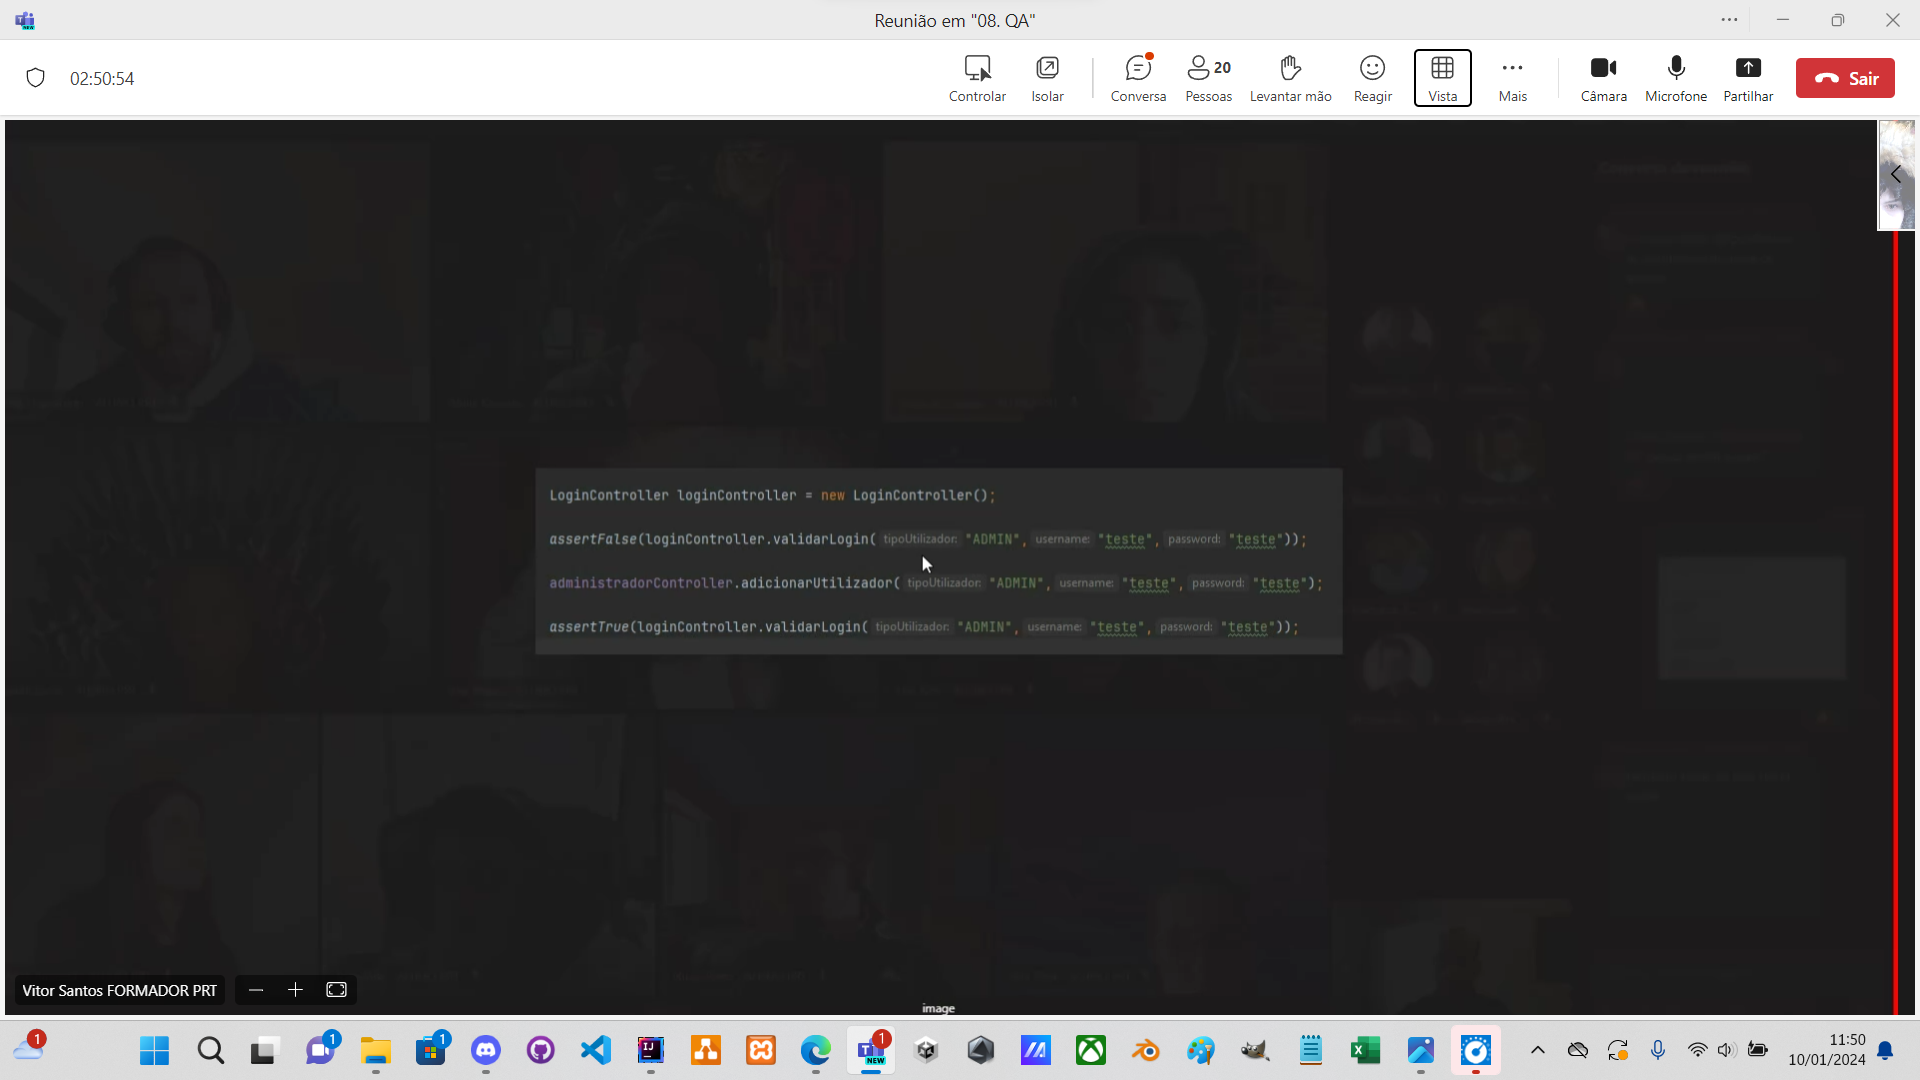 Reunião em "08. QA"
02:50:54
Controlar
Isolar
Conversa
20
Pessoas
Levantar mão
Reagir
Vista
Mais
Câmara
Microfone
Partilhar
Sair
LoginController loginController = new LoginController();
assertFalse(loginController.validarLogin( tipoUtilizador: "ADMIN", username: "teste", password: "teste"));
administradorController.adicionarUtilizador( tipoUtilizador: "ADMIN", username: "teste", password: "teste");
assertTrue(loginController.validarLogin( tipoUtilizador: "ADMIN", username: "teste", password: "teste"));
Vitor Santos FORMADOR PRT
image
1
1
1
IJ
1
NEW
11:50
10/01/2024